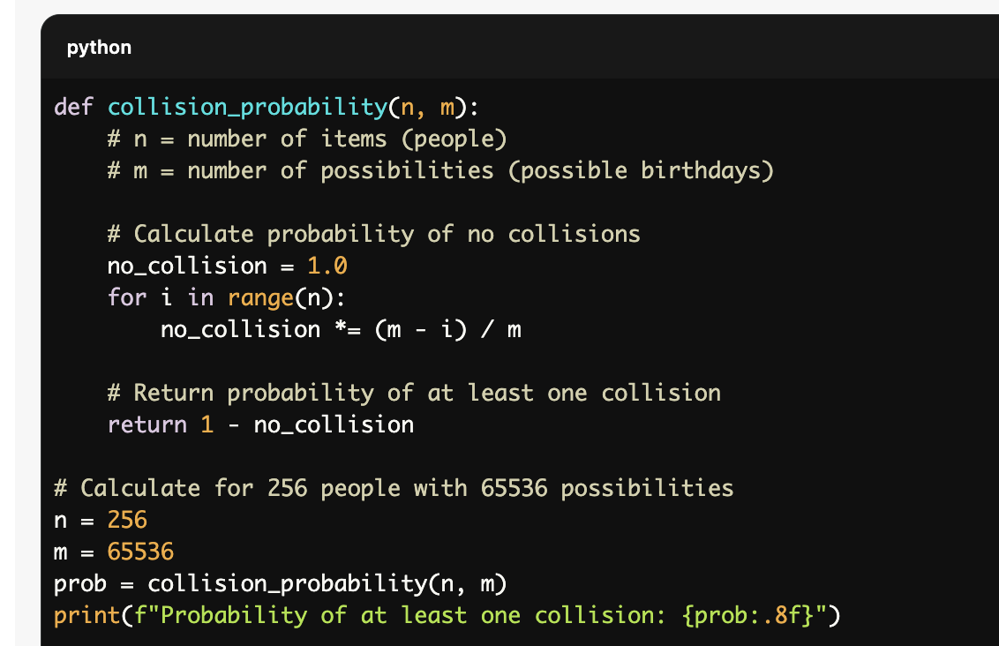 python
def collision_probability(n, m):
    # n = number of items (people)
    # m = number of possibilities (possible birthdays)
    # Calculate probability of no collisions
    no_collision = 1.0
    for i in range(n):
        no_collision *= (m - i) / m
    # Return probability of at least one collision
    return 1 - no_collision
# Calculate for 256 people with 65536 possibilities
n = 256
m = 65536
prob = collision_probability(n, m)
print(f"Probability of at least one collision: {prob:.8f}")